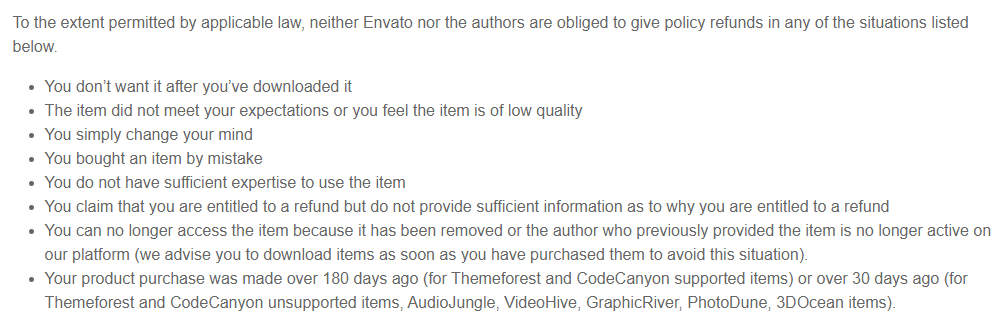 To the extent permitted by applicable law, neither Envato nor the authors are obliged to give policy refunds in any of the situations listed
below.
• You don’t want it after you’ve downloaded it
• The item did not meet your expectations or you feel the item is of low quality
• You simply change your mind
• You bought an item by mistake
• You do not have sufficient expertise to use the item
• You claim that you are entitled to a refund but do not provide sufficient information as to why you are entitled to a refund
• You can no longer access the item because it has been removed or the author who previously provided the item is no longer active on
our platform (we advise you to download items as soon as you have purchased them to avoid this situation).
• Your product purchase was made over 180 days ago (for Themeforest and CodeCanyon supported items) or over 30 days ago (for
Themeforest and CodeCanyon unsupported items, AudioJungle, VideoHive, GraphicRiver, PhotoDune, 3DOcean items).